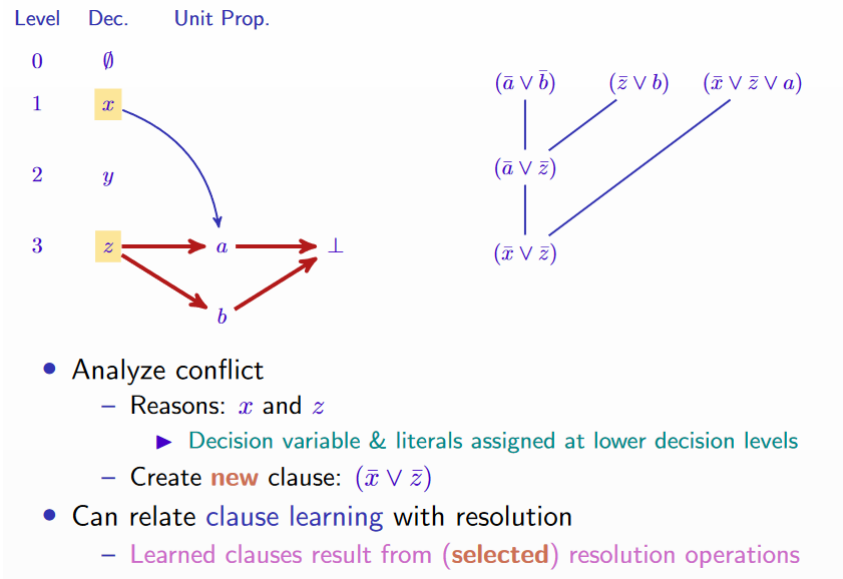 Level Dec. Unit Prop.
0 ∅
(ā ∨ b̄) (z̄ ∨ b) (x̄ ∨ z̄ ∨ a)
1 x
2 y
(ā ∨ z̄)
3 z a ⊥
(x̄ ∨ z̄)
b
• Analyze conflict
– Reasons: x and z
▶ Decision variable & literals assigned at lower decision levels
– Create new clause: (x̄ ∨ z̄)
• Can relate clause learning with resolution
– Learned clauses result from (selected) resolution operations